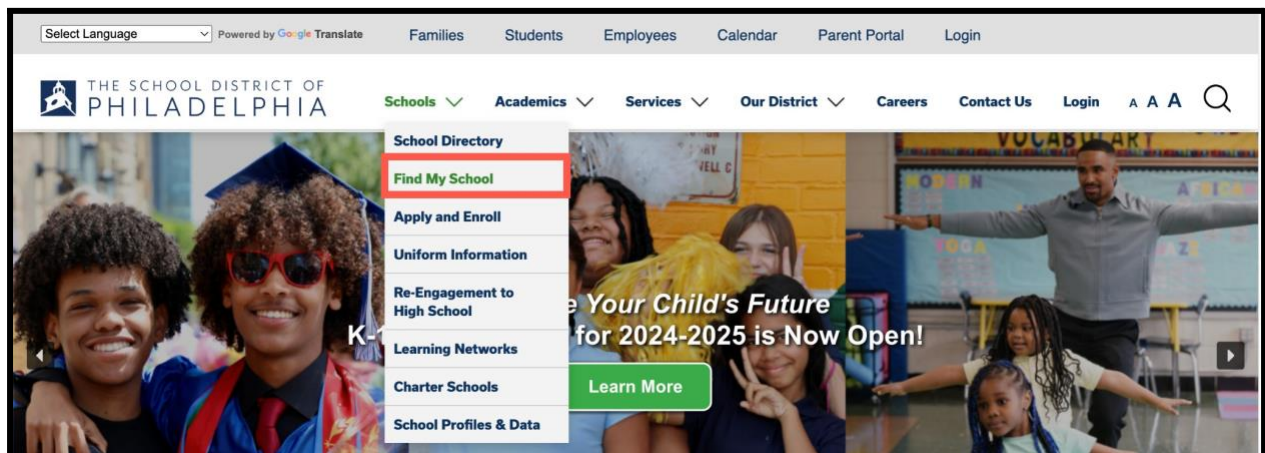 Select Language
Powered by Google Translate
Families
Students
Employees
Calendar
Parent Portal
Login
THE SCHOOL DISTRICT OF
PHILADELPHIA
Schools
Academics
Services
Our District
Careers
Contact Us
Login
A A A
School Directory
Find My School
Apply and Enroll
Uniform Information
Re-Engagement to
High School
Learning Networks
Charter Schools
School Profiles & Data
VOCABULARY
MODERN
YOGA
Your Child's Future
for 2024-2025 is Now Open!
Learn More